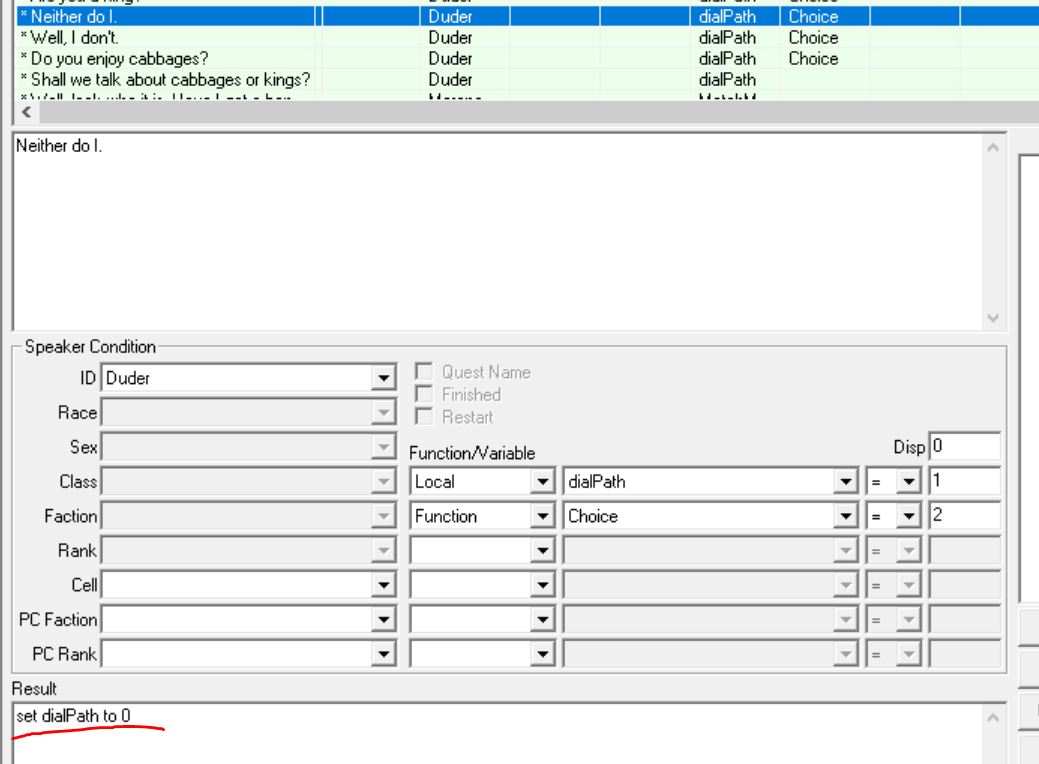 * Neither do I. Duder dialPath Choice
* Well, I don't. Duder dialPath Choice
* Do you enjoy cabbages? Duder dialPath Choice
* Shall we talk about cabbages or kings? Duder dialPath
Neither do I.
Speaker Condition
ID Duder
Quest Name
Finished
Race
Restart
Sex
Function/Variable
Disp 0
Class Local dialPath = 1
Faction Function Choice = 2
Rank =
Cell =
PC Faction =
PC Rank =
Result
set dialPath to 0